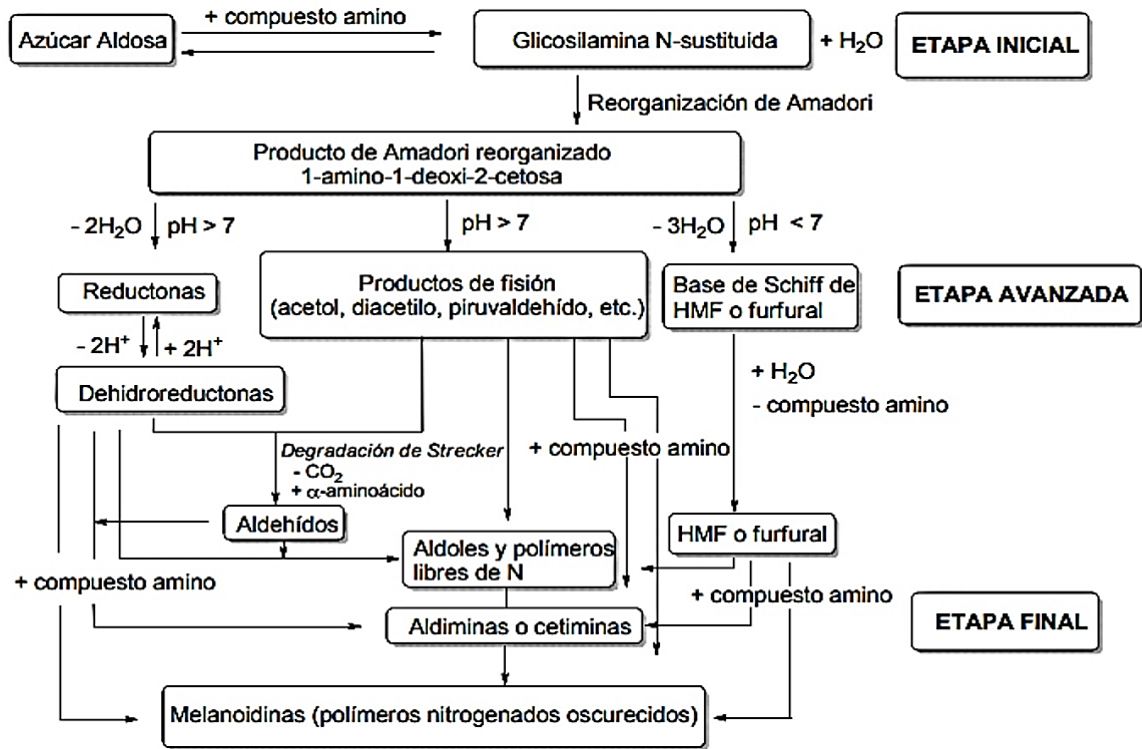 + compuesto amino
Azúcar Aldosa
Glicosilamina N-sustituida
+ H₂O
ETAPA INICIAL
Reorganización de Amadori
Producto de Amadori reorganizado
1-amino-1-deoxi-2-cetosa
- 2H₂O
pH > 7
pH > 7
- 3H₂O
pH < 7
Reductonas
Productos de fisión
(acetol, diacetilo, piruvaldehído, etc.)
Base de Schiff de
HMF o furfural
ETAPA AVANZADA
- 2H⁺
+ 2H⁺
+ H₂O
- compuesto amino
Dehidroreductonas
Degradación de Strecker
- CO₂
+ α-aminoácido
+ compuesto amino
Aldehídos
HMF o furfural
Aldoles y polímeros
libres de N
+ compuesto amino
+ compuesto amino
Aldiminas o cetiminas
ETAPA FINAL
Melanoidinas (polímeros nitrogenados oscurecidos)